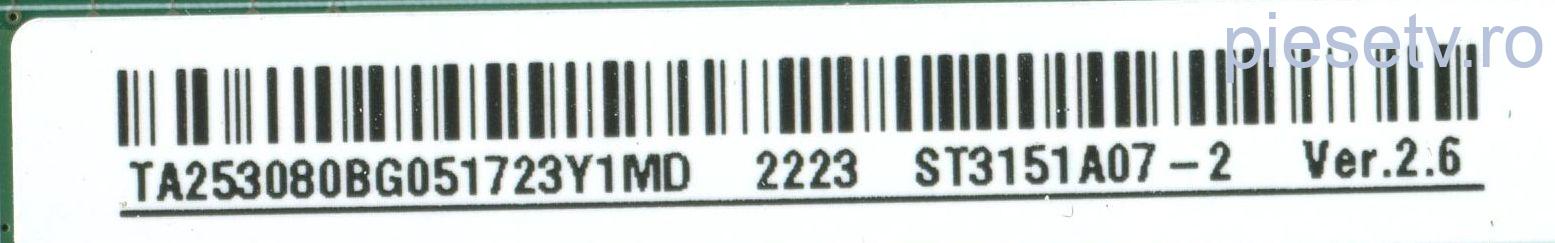 piesetv.ro
TA253080BG051723Y1MD 2223 ST3151A07-2 Ver.2.6